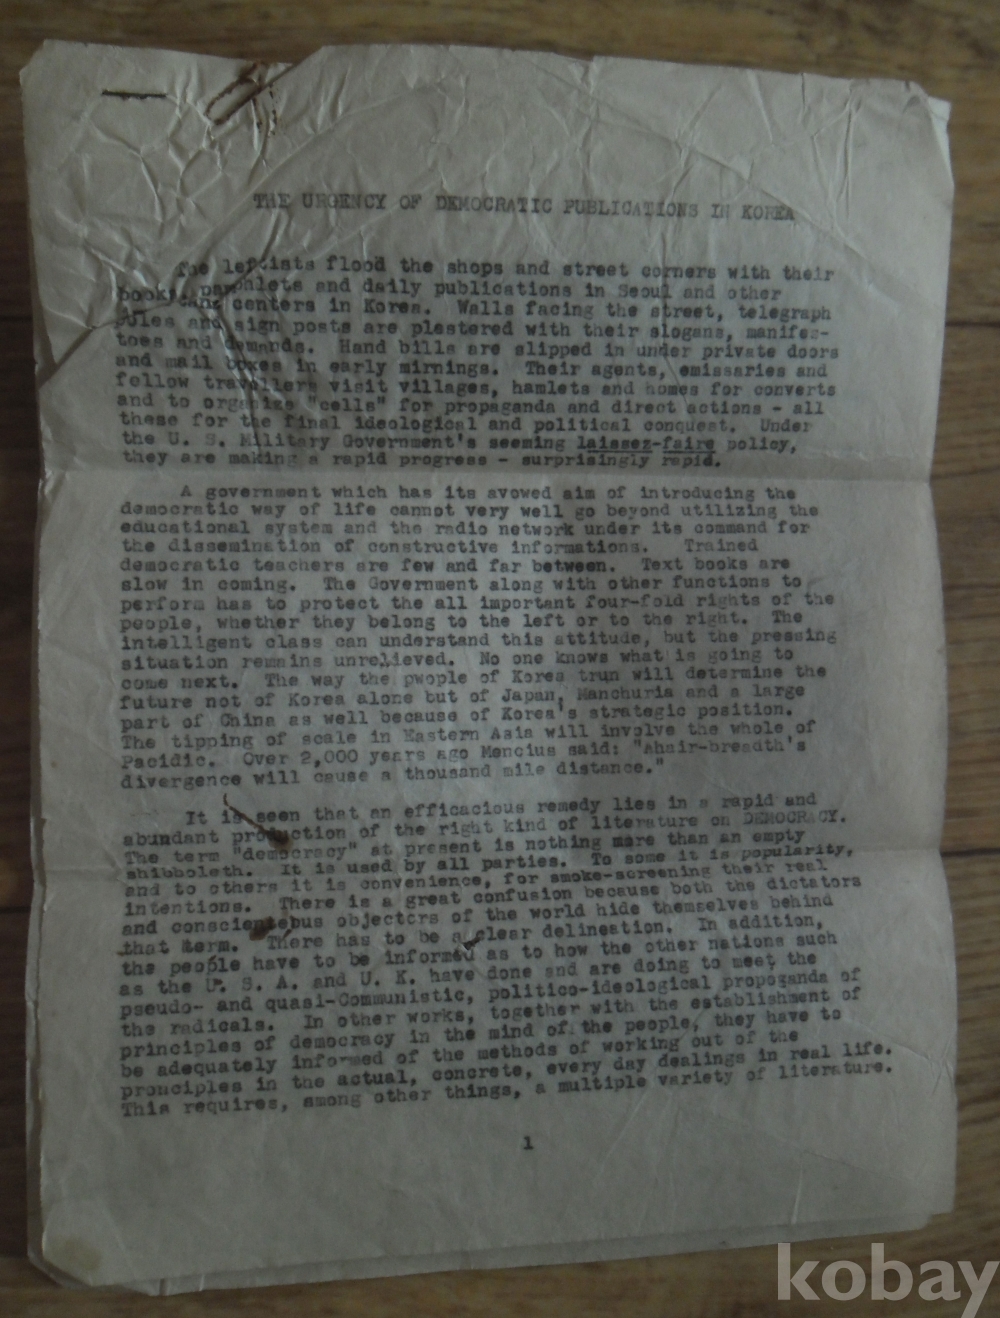 THE URGENCY OF DEMOCRATIC PUBLICATIONS IN KOREA
The leftists flood the shops and street corners with their
books, pamphlets and daily publications in Seoul and other
centers in Korea. Walls facing the street, telegraph
poles and sign posts are plestered with their slogans, manifes-
toes and demands. Hand bills are slipped in under private doors
and mail boxes in early mirnings. Their agents, emissaries and
fellow travellers visit villages, hamlets and homes for converts
and to organize "cells" for propaganda and direct actions - all
these for the final ideological and political conquest. Under
the U. S. Military Government's seeming laissez-faire policy,
they are making a rapid progress - surprisingly rapid.
A government which has its avowed aim of introducing the
democratic way of life cannot very well go beyond utilizing the
educational system and the radio network under its command for
the dissemination of constructive informations. Trained
democratic teachers are few and far between. Text books are
slow in coming. The Government along with other functions to
perform has to protect the all important four-fold rights of the
people, whether they belong to the left or to the right. The
intelligent class can understand this attitude, but the pressing
situation remains unrelieved. No one knows what is going to
come next. The way the pwople of Korea trun will determine the
future not of Korea alone but of Japan, Manchuria and a large
part of China as well because of Korea's strategic position.
The tipping of scale in Eastern Asia will involve the whole of
Pacidic. Over 2,000 years ago Mencius said: "Ahair-breadth's
divergence will cause a thousand mile distance."
It is seen that an efficacious remedy lies in a rapid and
abundant production of the right kind of literature on DEMOCRACY.
The term "democracy" at present is nothing more than an empty
shibboleth. It is used by all parties. To some it is popularity,
and to others it is convenience, for smoke-screening their real
intentions. There is a great confusion because both the dictators
and conscientebus objecters of the world hide themselves behind
that term. There has to be a clear delineation. In addition,
the people have to be informed as to how the other nations such
as the U. S. A. and U. K. have done and are doing to meet the
pseudo- and quasi-Communistic, politico-ideological propoganda of
the radicals. In other works, together with the establishment of
principles of democracy in the mind of the people, they have to
be adequately informed of the methods of working out of the
pronciples in the actual, concrete, every day dealings in real life.
This requires, among other things, a multiple variety of literature.
1
kobay